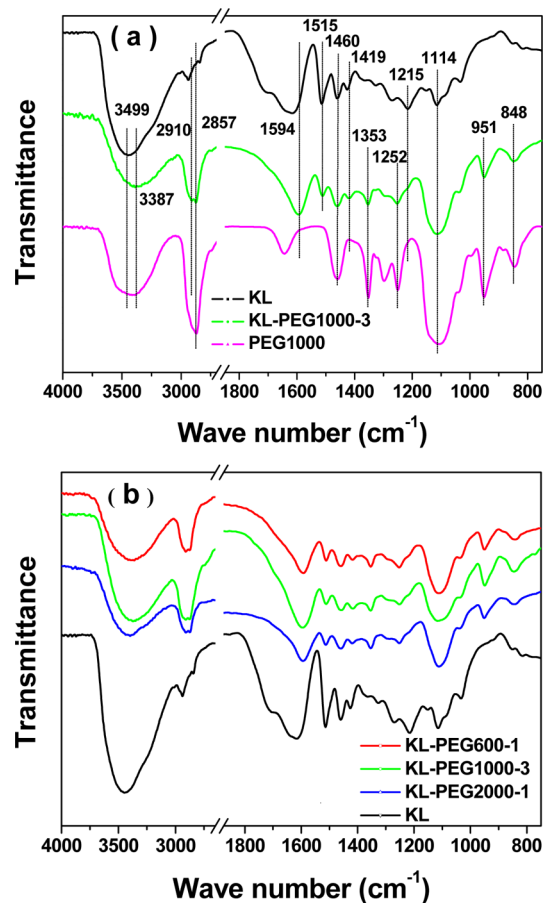 ( a )
1515
1460
1419
1114
1215
3499
2910
2857
1594
1353
1252
951
848
3387
Transmittance
KL
KL-PEG1000-3
PEG1000
4000 3500 3000 1800 1600 1400 1200 1000 800
Wave number (cm-1)
( b )
Transmittance
KL-PEG600-1
KL-PEG1000-3
KL-PEG2000-1
KL
4000 3500 3000 1800 1600 1400 1200 1000 800
Wave number (cm-1)